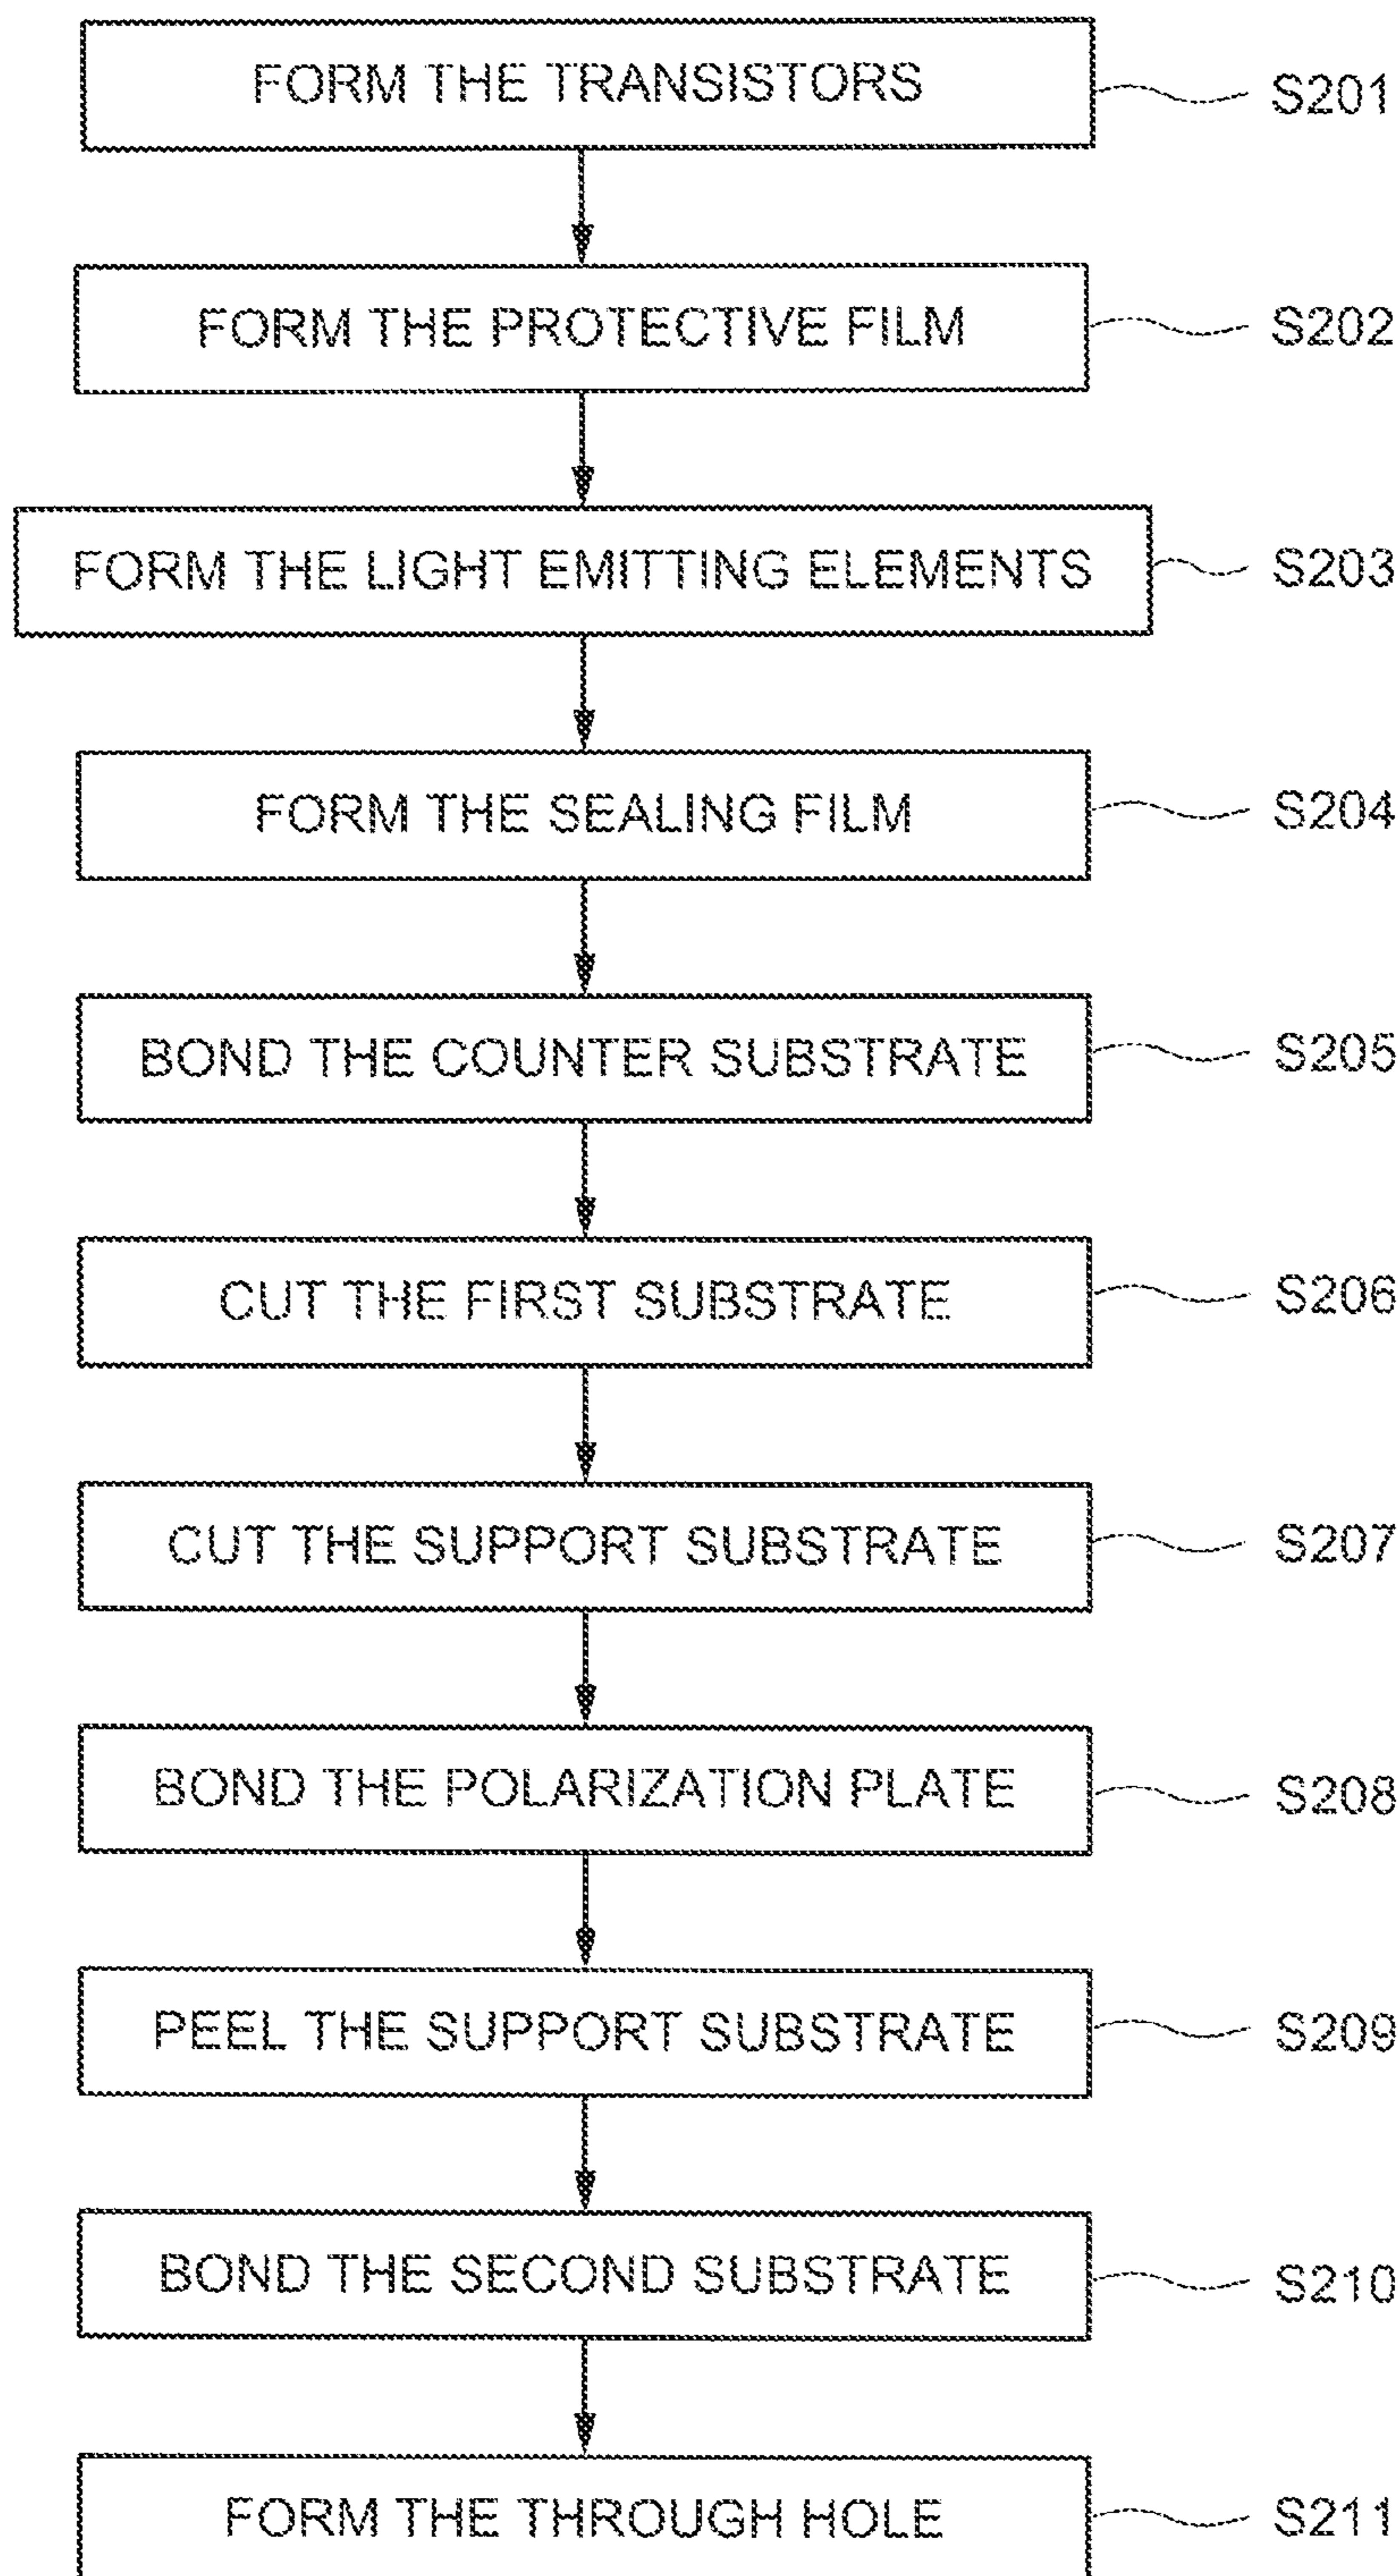 FORM THE TRANSISTORS S201
FORM THE PROTECTIVE FILM S202
FORM THE LIGHT EMITTING ELEMENTS S203
FORM THE SEALING FILM S204
BOND THE COUNTER SUBSTRATE S205
CUT THE FIRST SUBSTRATE S206
CUT THE SUPPORT SUBSTRATE S207
BOND THE POLARIZATION PLATE S208
PEEL THE SUPPORT SUBSTRATE S209
BOND THE SECOND SUBSTRATE S210
FORM THE THROUGH HOLE S211